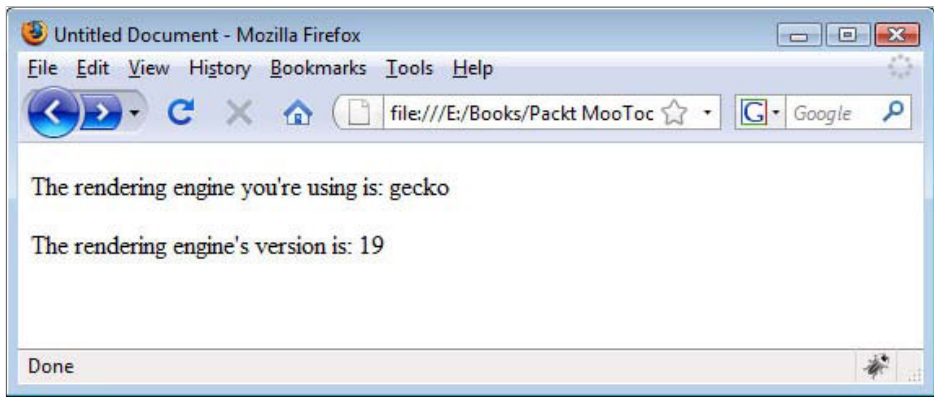 Untitled Document - Mozilla Firefox
File Edit View History Bookmarks Tools Help
file:///E:/Books/Packt MooToc
G Google
The rendering engine you're using is: gecko
The rendering engine's version is: 19
Done